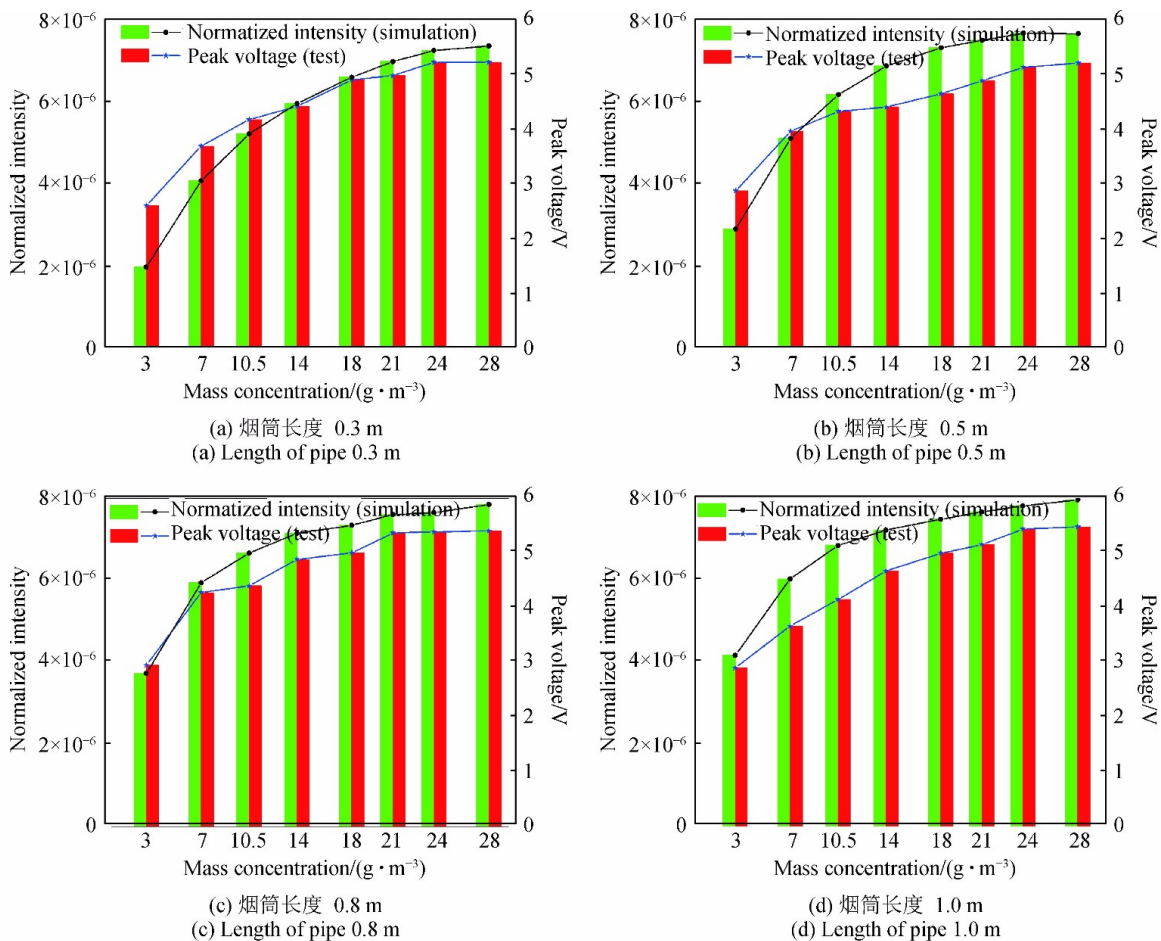 8×10⁻⁶
6×10⁻⁶
4×10⁻⁶
2×10⁻⁶
0
Normalized intensity
Normatized intensity (simulation)
Peak voltage (test)
6
5
4
3
2
1
0
Peak voltage/V
3 7 10.5 14 18 21 24 28
Mass concentration/(g·m⁻³)
(a) 烟筒长度 0.3 m
(a) Length of pipe 0.3 m
8×10⁻⁶
6×10⁻⁶
4×10⁻⁶
2×10⁻⁶
0
Normalized intensity
Normatized intensity (simulation)
Peak voltage (test)
6
5
4
3
2
1
0
Peak voltage/V
3 7 10.5 14 18 21 24 28
Mass concentration/(g·m⁻³)
(b) 烟筒长度 0.5 m
(b) Length of pipe 0.5 m
8×10⁻⁶
6×10⁻⁶
4×10⁻⁶
2×10⁻⁶
0
Normalized intensity
Normatized intensity (simulation)
Peak voltage (test)
6
5
4
3
2
1
0
Peak voltage/V
3 7 10.5 14 18 21 24 28
Mass concentration/(g·m⁻³)
(c) 烟筒长度 0.8 m
(c) Length of pipe 0.8 m
8×10⁻⁶
6×10⁻⁶
4×10⁻⁶
2×10⁻⁶
0
Normalized intensity
Normatized intensity (simulation)
Peak voltage (test)
6
5
4
3
2
1
0
Peak voltage/V
3 7 10.5 14 18 21 24 28
Mass concentration/(g·m⁻³)
(d) 烟筒长度 1.0 m
(d) Length of pipe 1.0 m